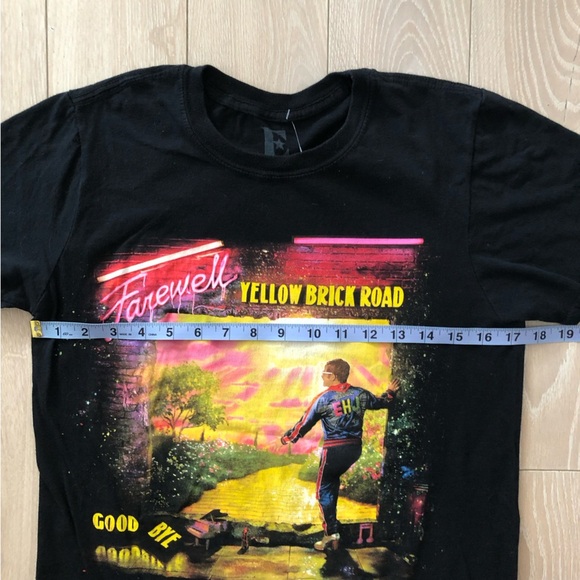 E
Farewell
YELLOW BRICK ROAD
1 2 3 4 5 6 7 8 9 10 11 12 13 14 15 16 17 18 19
EHJ
GOOD BYE